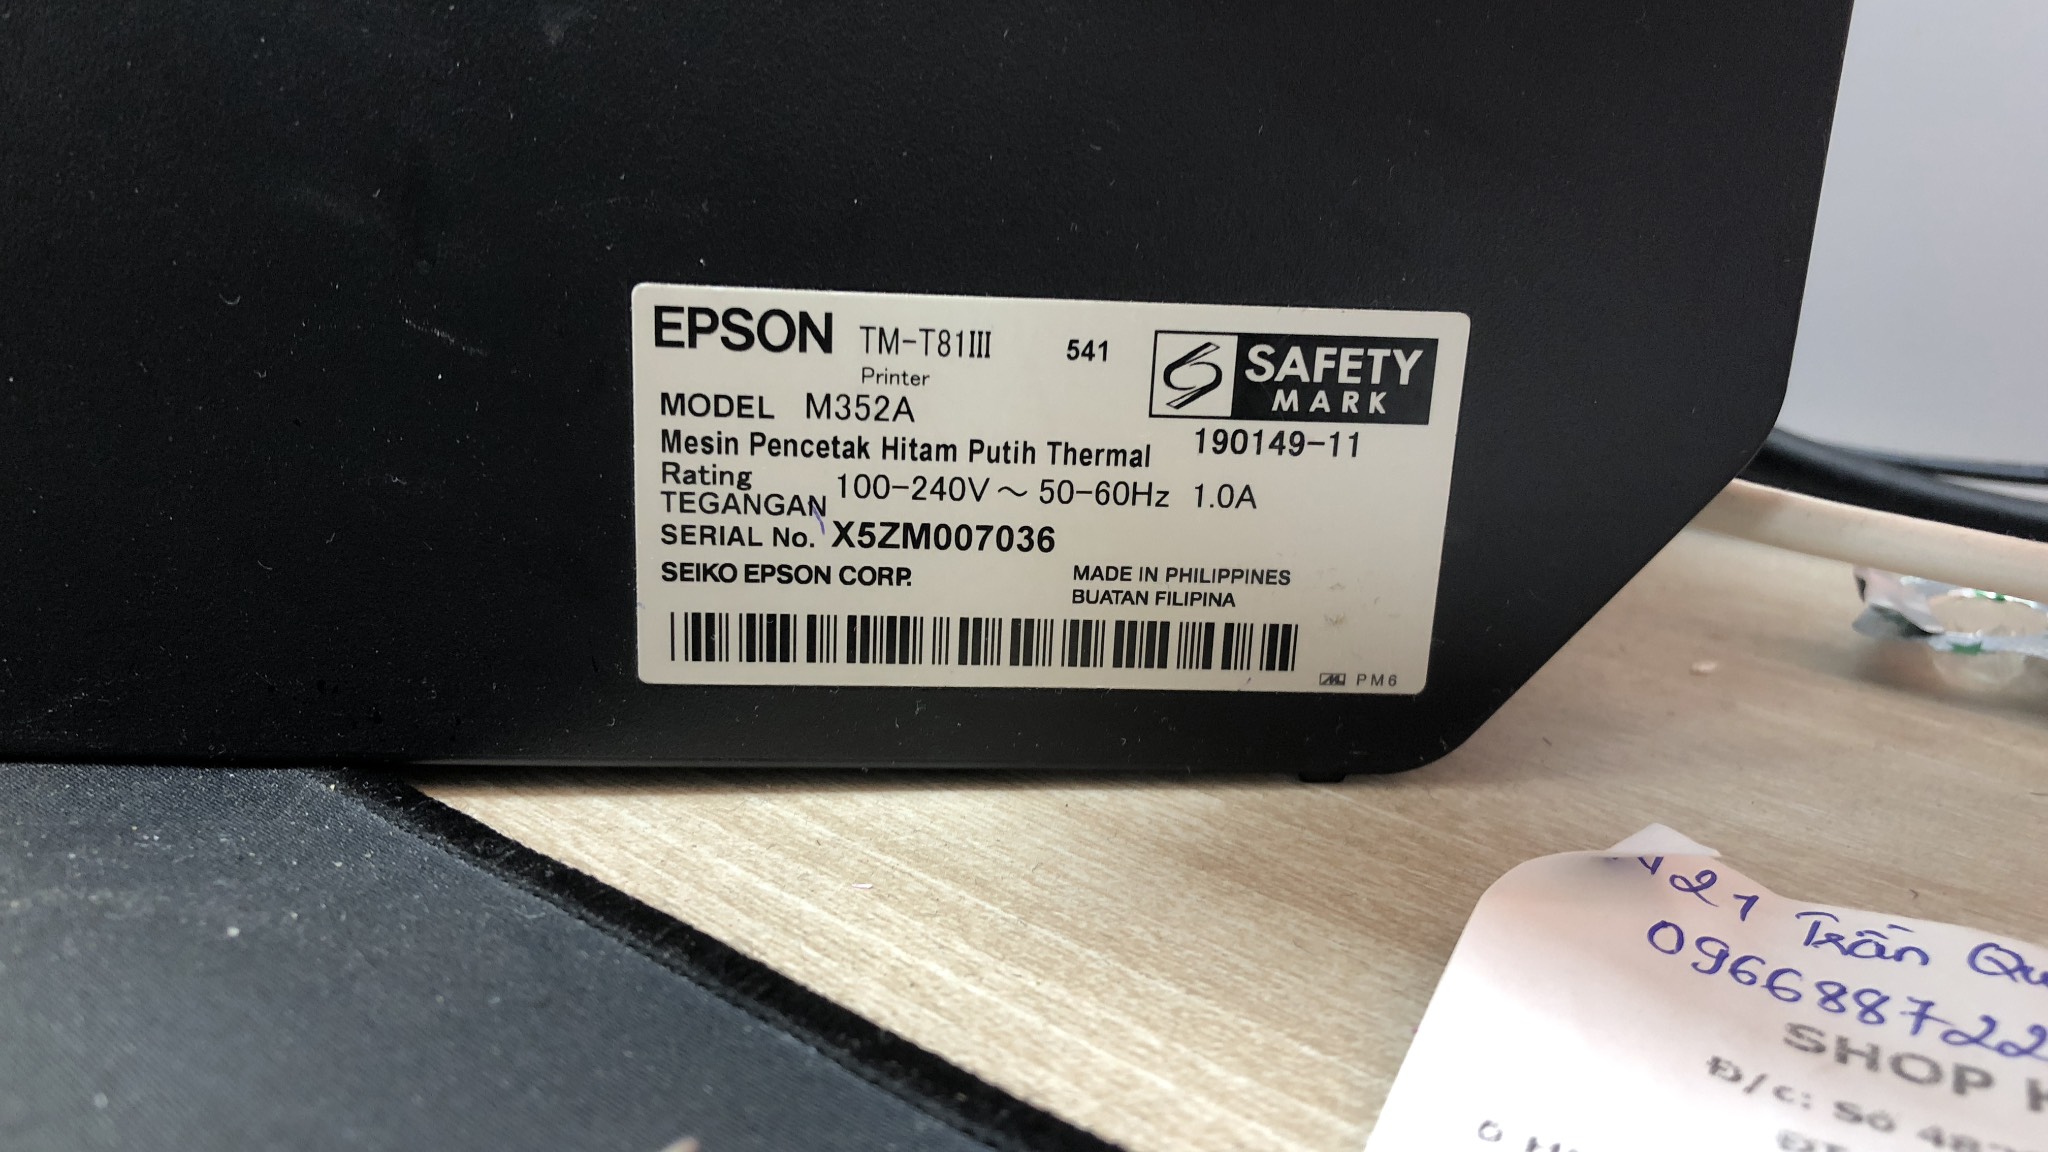 EPSON TM-T81III 541 SAFETY
Printer MARK
MODEL M352A
Mesin Pencetak Hitam Putih Thermal 190149-11
Rating
TEGANGAN 100-240V ~ 50-60Hz 1.0A
SERIAL No. X5ZM007036
SEIKO EPSON CORP. MADE IN PHILIPPINES
BUATAN FILIPINA
PM6
21 Trần
096688722
SHOP
Đ/c: Số